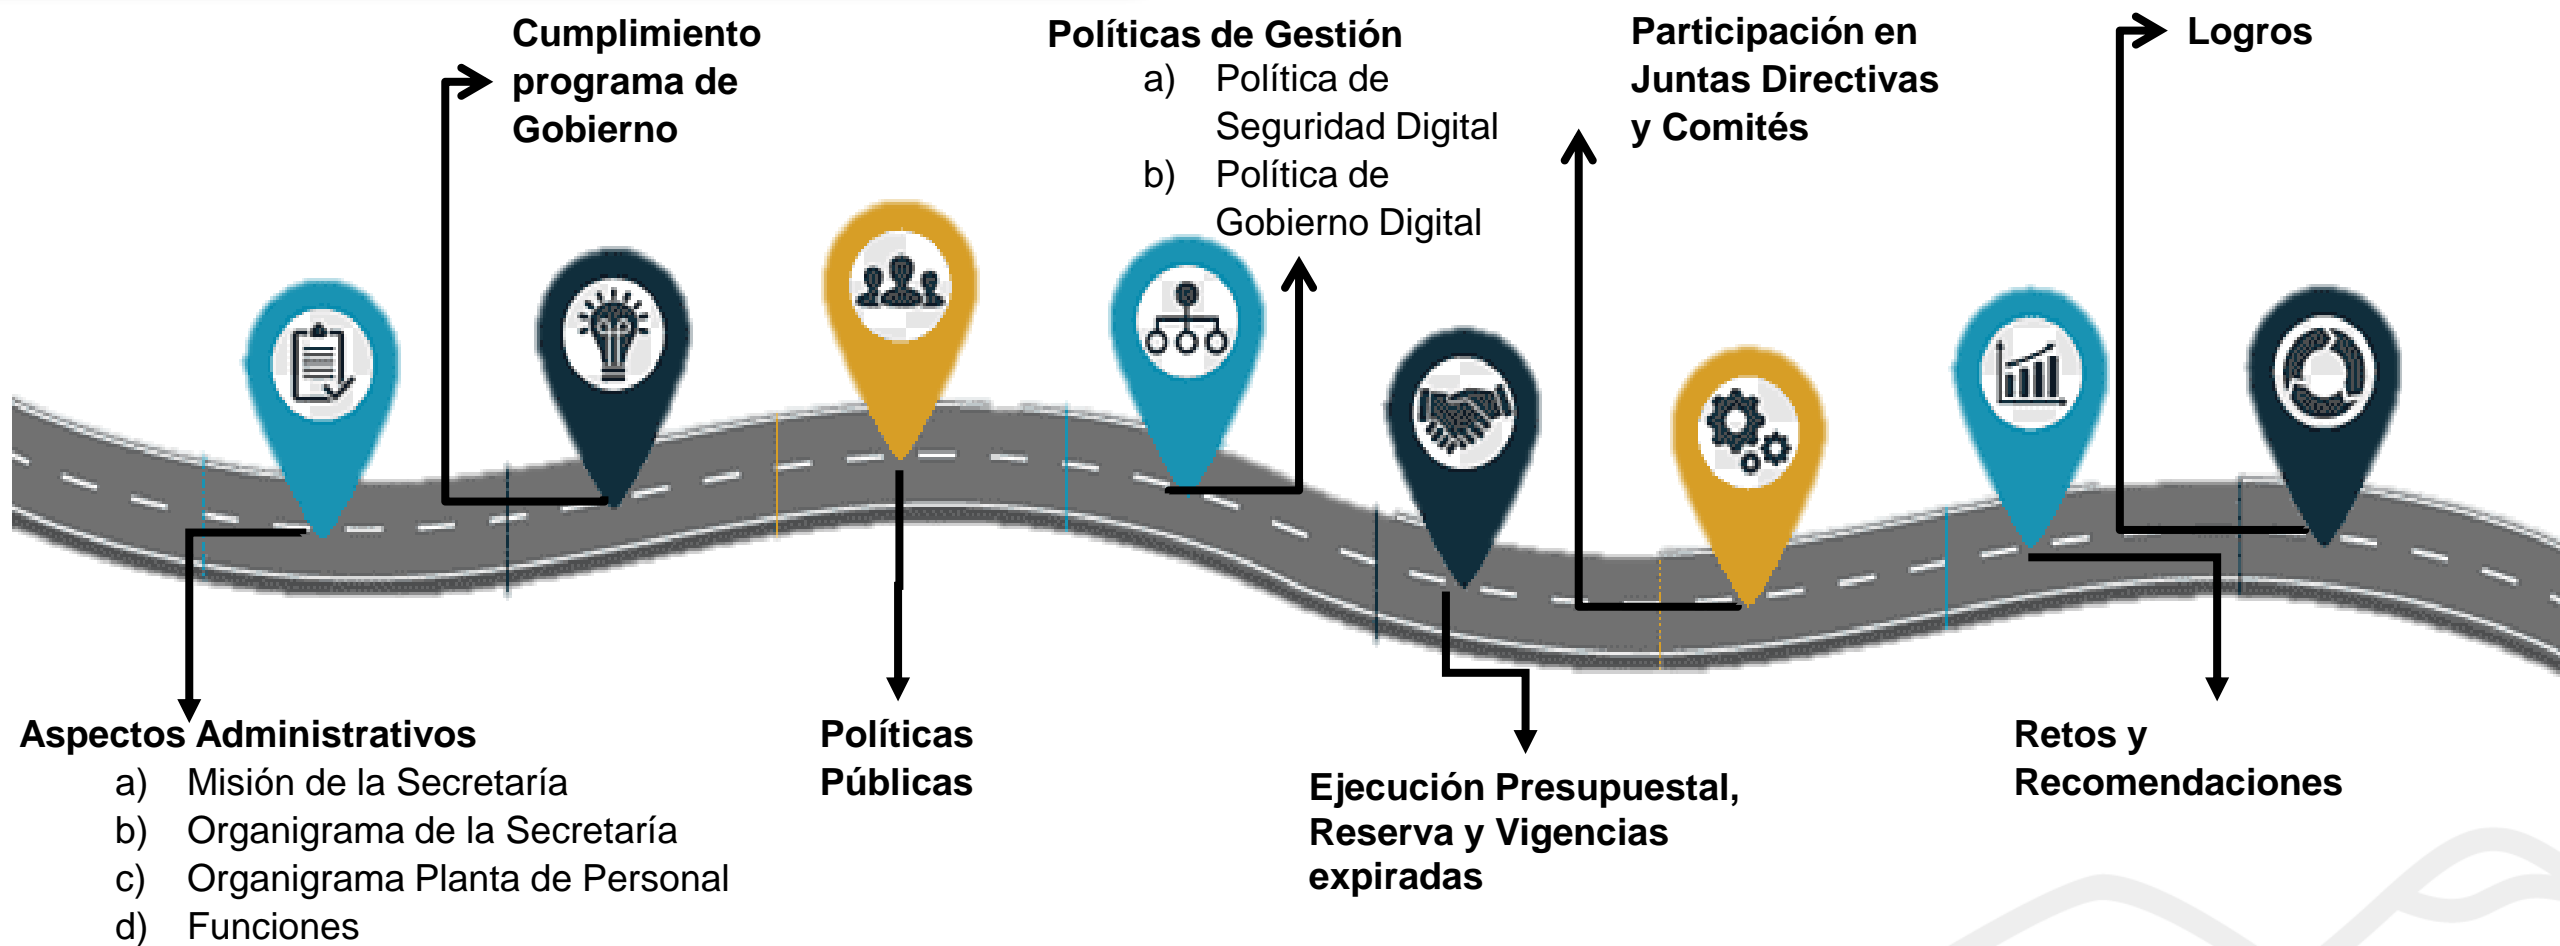 Cumplimiento
programa de
Gobierno
Políticas de Gestión
a) Política de
Seguridad Digital
b) Política de
Gobierno Digital
Participación en
Juntas Directivas
y Comités
Logros
Aspectos Administrativos
a) Misión de la Secretaría
b) Organigrama de la Secretaría
c) Organigrama Planta de Personal
d) Funciones
Políticas
Públicas
Ejecución Presupuestal,
Reserva y Vigencias
expiradas
Retos y
Recomendaciones